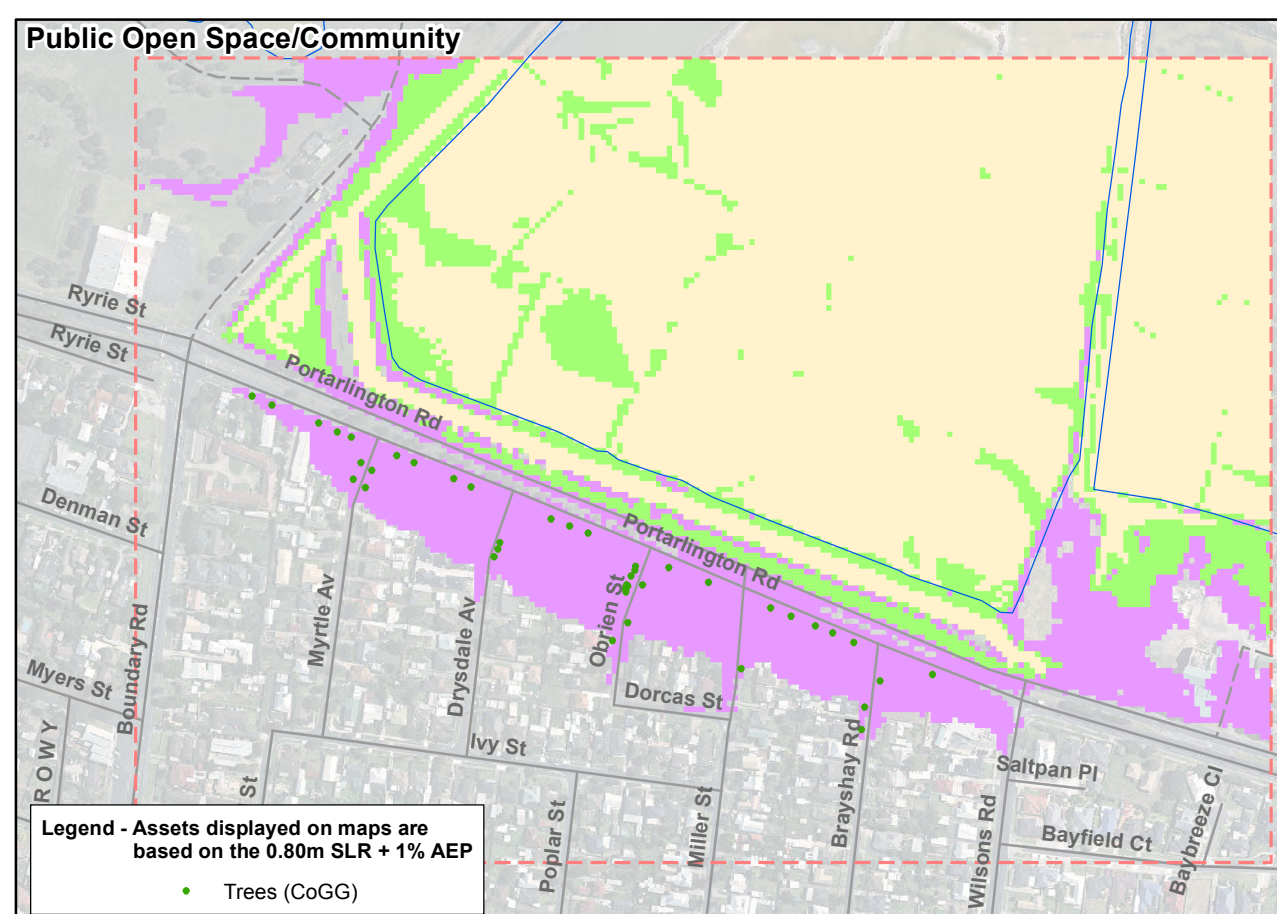 Public Open Space/Community
Ryrie St
Ryrie St
Portarlington Rd
Portarlington Rd
Denman St
Myers St
ROWY
Boundary Rd
St
Myrtle Av
Drysdale Av
Obrien St
Dorcas St
Ivy St
Poplar St
Miller St
Brayshay Rd
Wilsons Rd
Saltpan Pl
Bayfield Ct
Baybreeze Cl
Legend - Assets displayed on maps are
based on the 0.80m SLR + 1% AEP
Trees (CoGG)